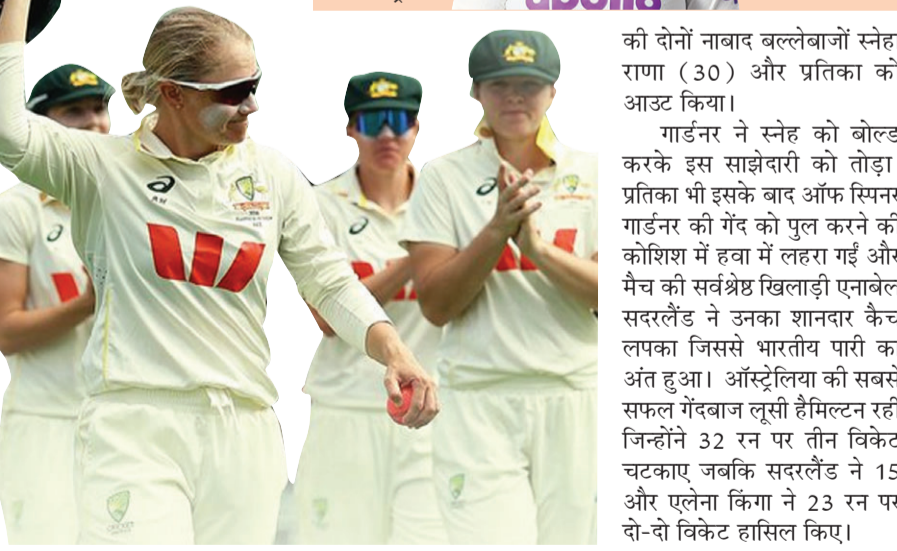 की दोनों नाबाद बल्लेबाजों स्नेह
राणा (30) और प्रतिका को
आउट किया।
गार्डनर ने स्नेह को बोल्ड
करके इस साझेदारी को तोड़ा
प्रतिका भी इसके बाद ऑफ स्पिनर
गार्डनर की गेंद को पुल करने की
कोशिश में हवा में लहरा गईं और
मैच की सर्वश्रेष्ठ खिलाड़ी एनाबेल
सदरलैंड ने उनका शानदार कैच
लपका जिससे भारतीय पारी का
अंत हुआ। ऑस्ट्रेलिया की सबसे
सफल गेंदबाज लूसी हैमिल्टन रही
जिन्होंने 32 रन पर तीन विकेट
चटकाए जबकि सदरलैंड ने 15
और एलेना किंगा ने 23 रन पर
दो-दो विकेट हासिल किए।